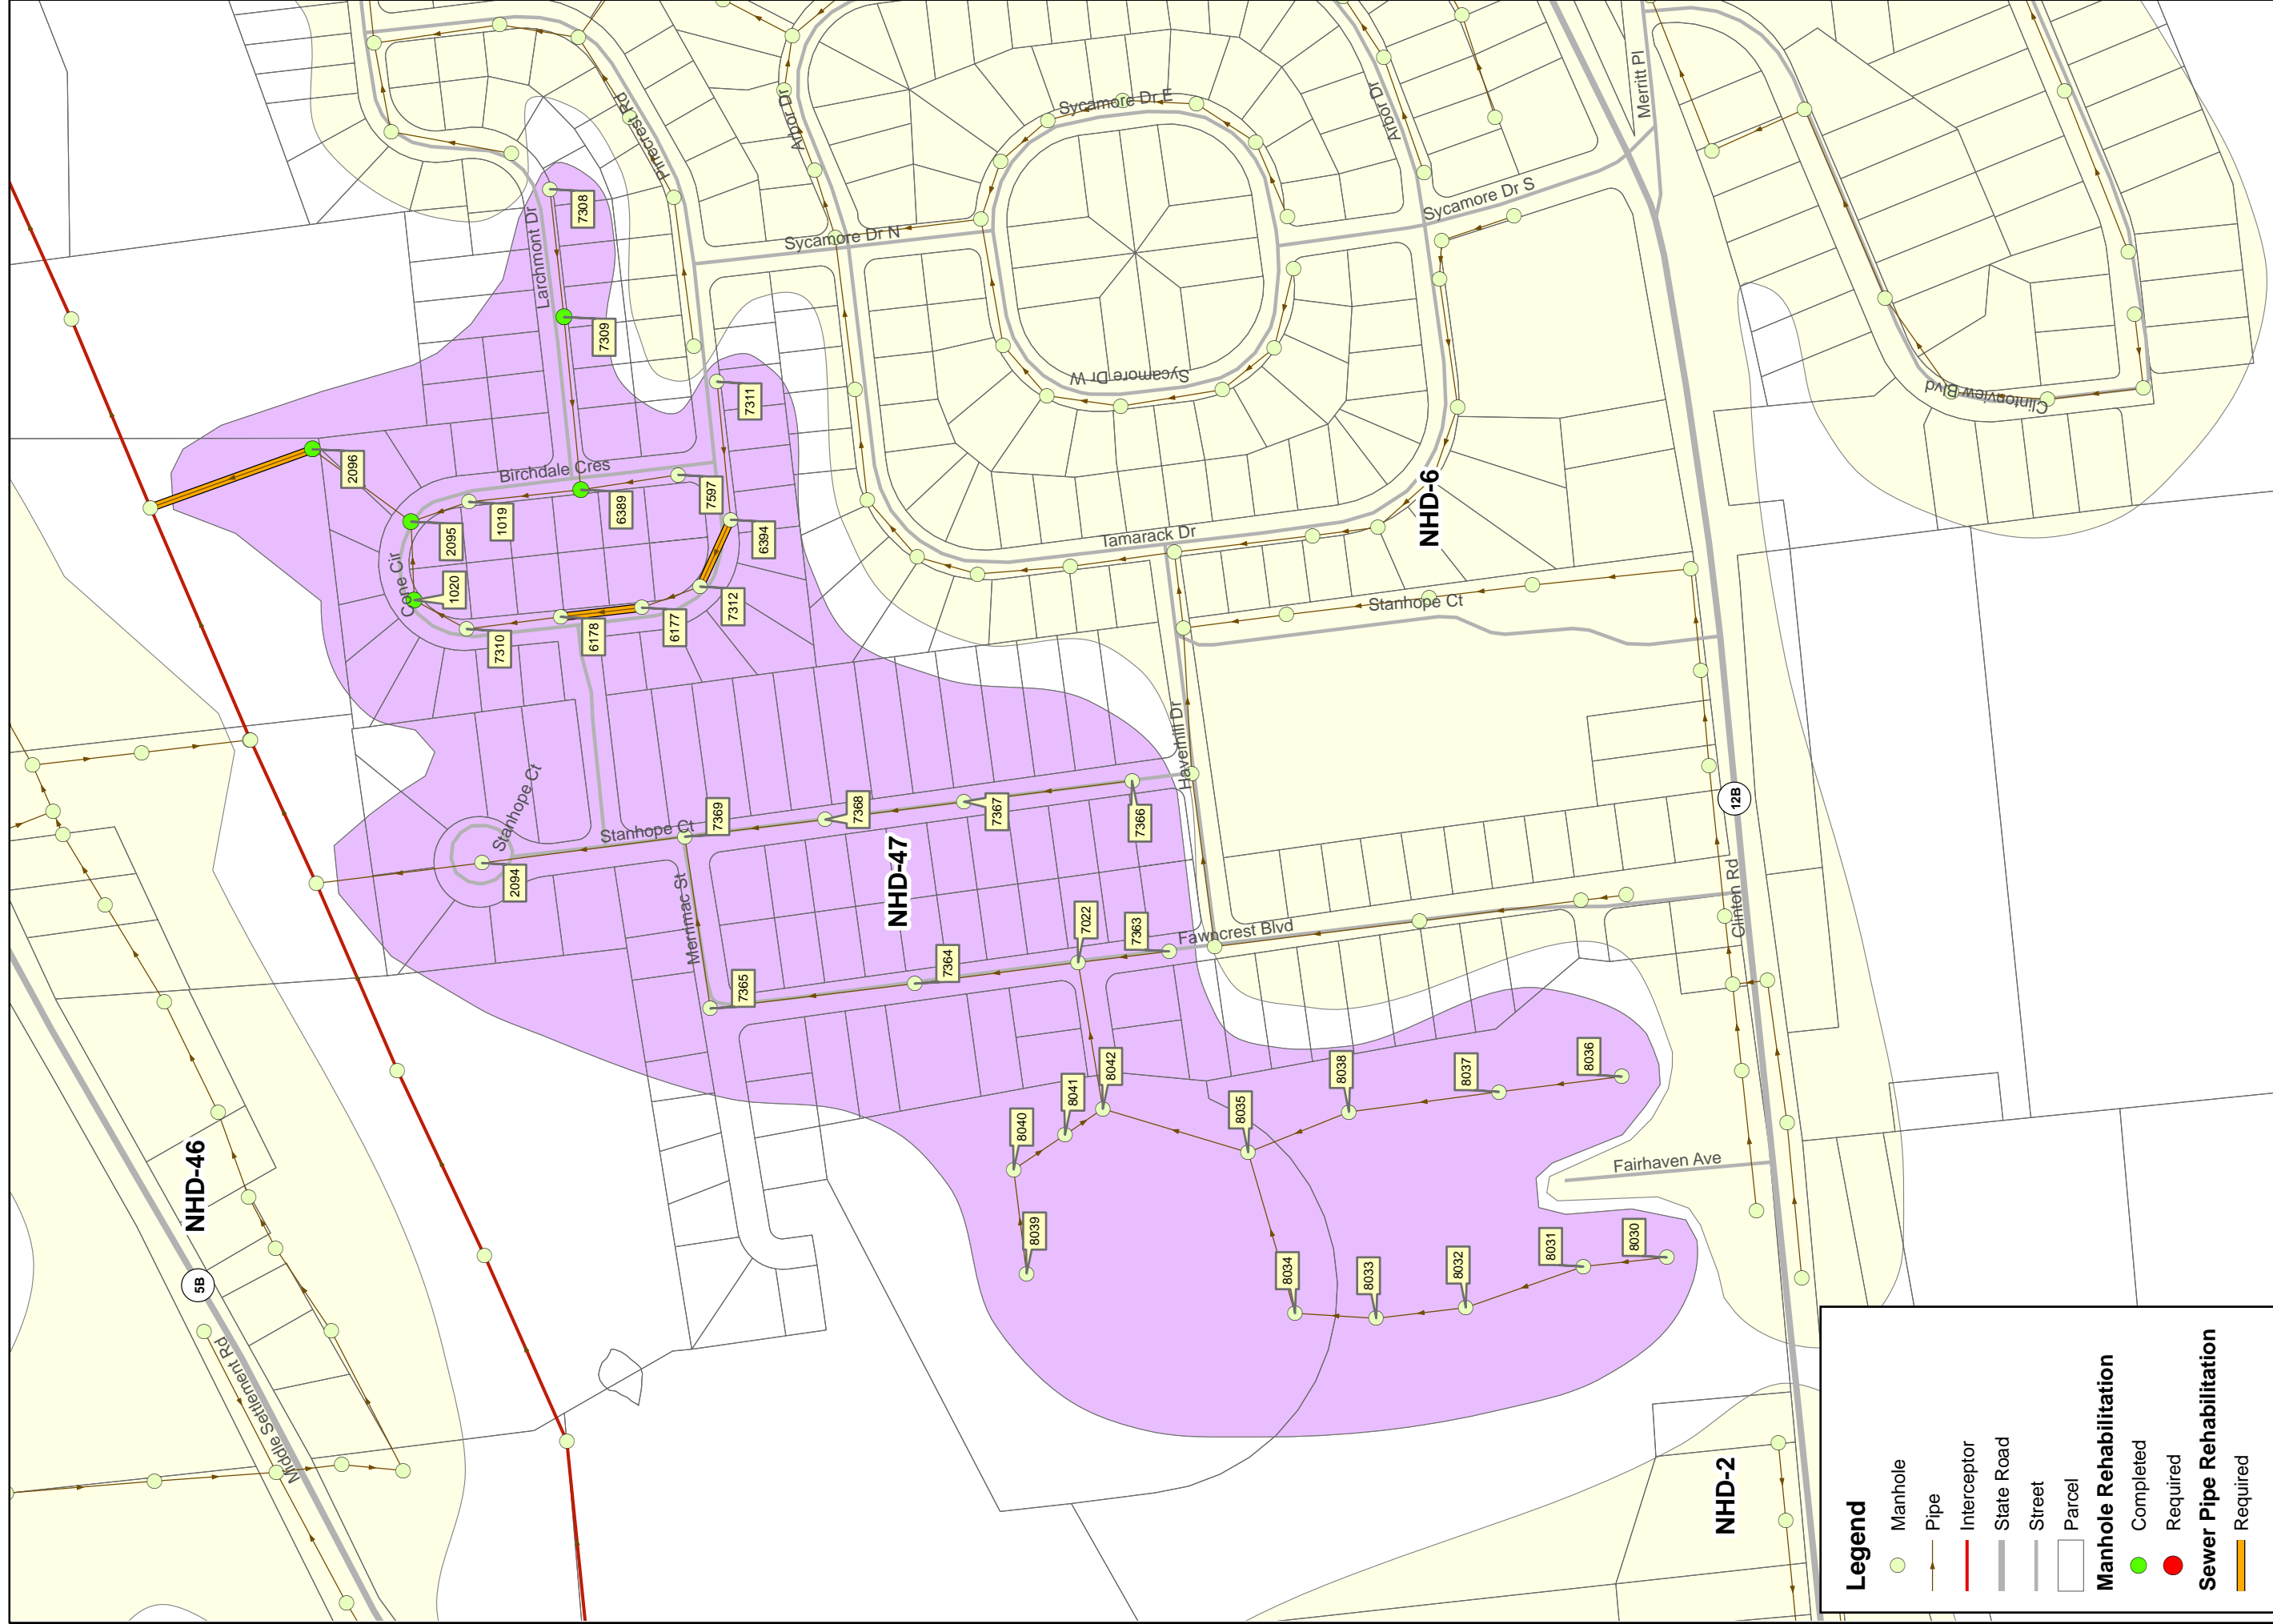 NHD-46
5B
Middle Settlement Rd
Larchmont Dr
Pinecrest Rd
Arbor Dr
Sycamore Dr E
Arbor Dr
Merritt Pl
Sycamore Dr N
Sycamore Dr S
Sycamore Dr W
Clintonview Blvd
Birchdale Cres
Cone Cir
Tamarack Dr
NHD-6
Stanhope Ct
Haverhill Dr
Stanhope Ct
Stanhope Ct
Merrimac St
NHD-47
Fawncrest Blvd
Clinton Rd
12B
Fairhaven Ave
NHD-2
7308
7309
7311
2096
2095
1019
6389
7597
6394
1020
7310
6178
6177
7312
7369
7368
7367
7366
2094
7365
7364
7022
7363
8042
8041
8040
8039
8038
8037
8036
8035
8034
8033
8032
8031
8030
Legend
Manhole
Pipe
Interceptor
State Road
Street
Parcel
Manhole Rehabilitation
Completed
Required
Sewer Pipe Rehabilitation
Required